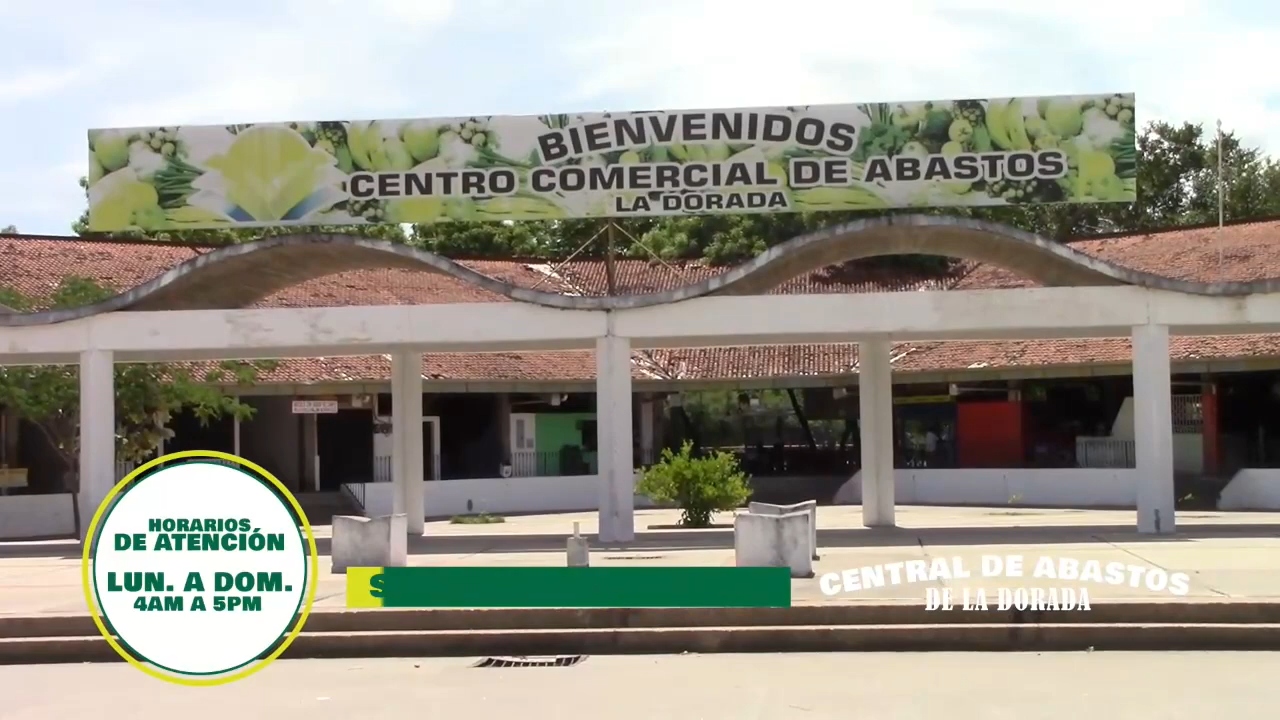 BIENVENIDOS
CENTRO COMERCIAL DE ABASTOS
LA DORADA
HORARIOS
DE ATENCIÓN
LUN. A DOM.
4AM A 5PM
S
CENTRAL DE ABASTOS
DE LA DORADA